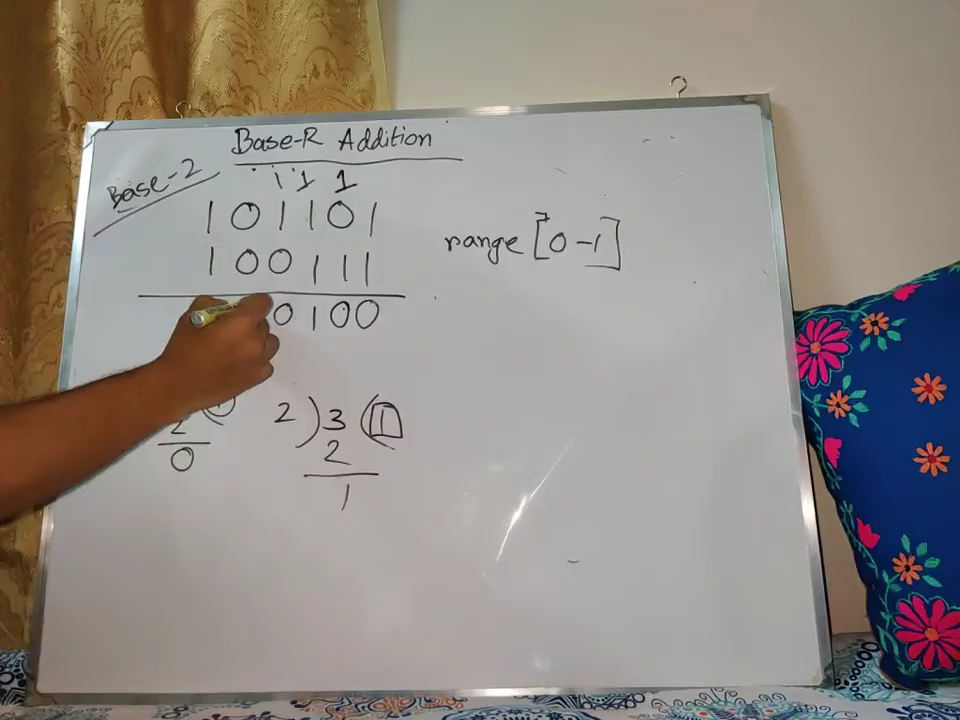 Base-R Addition
Base-2
1 1 1
1 0 1 1 0 1
range [0-1]
1 0 0 1 1 1
0 1 0 0
2 ) 3 ( 1
2
2
0
1